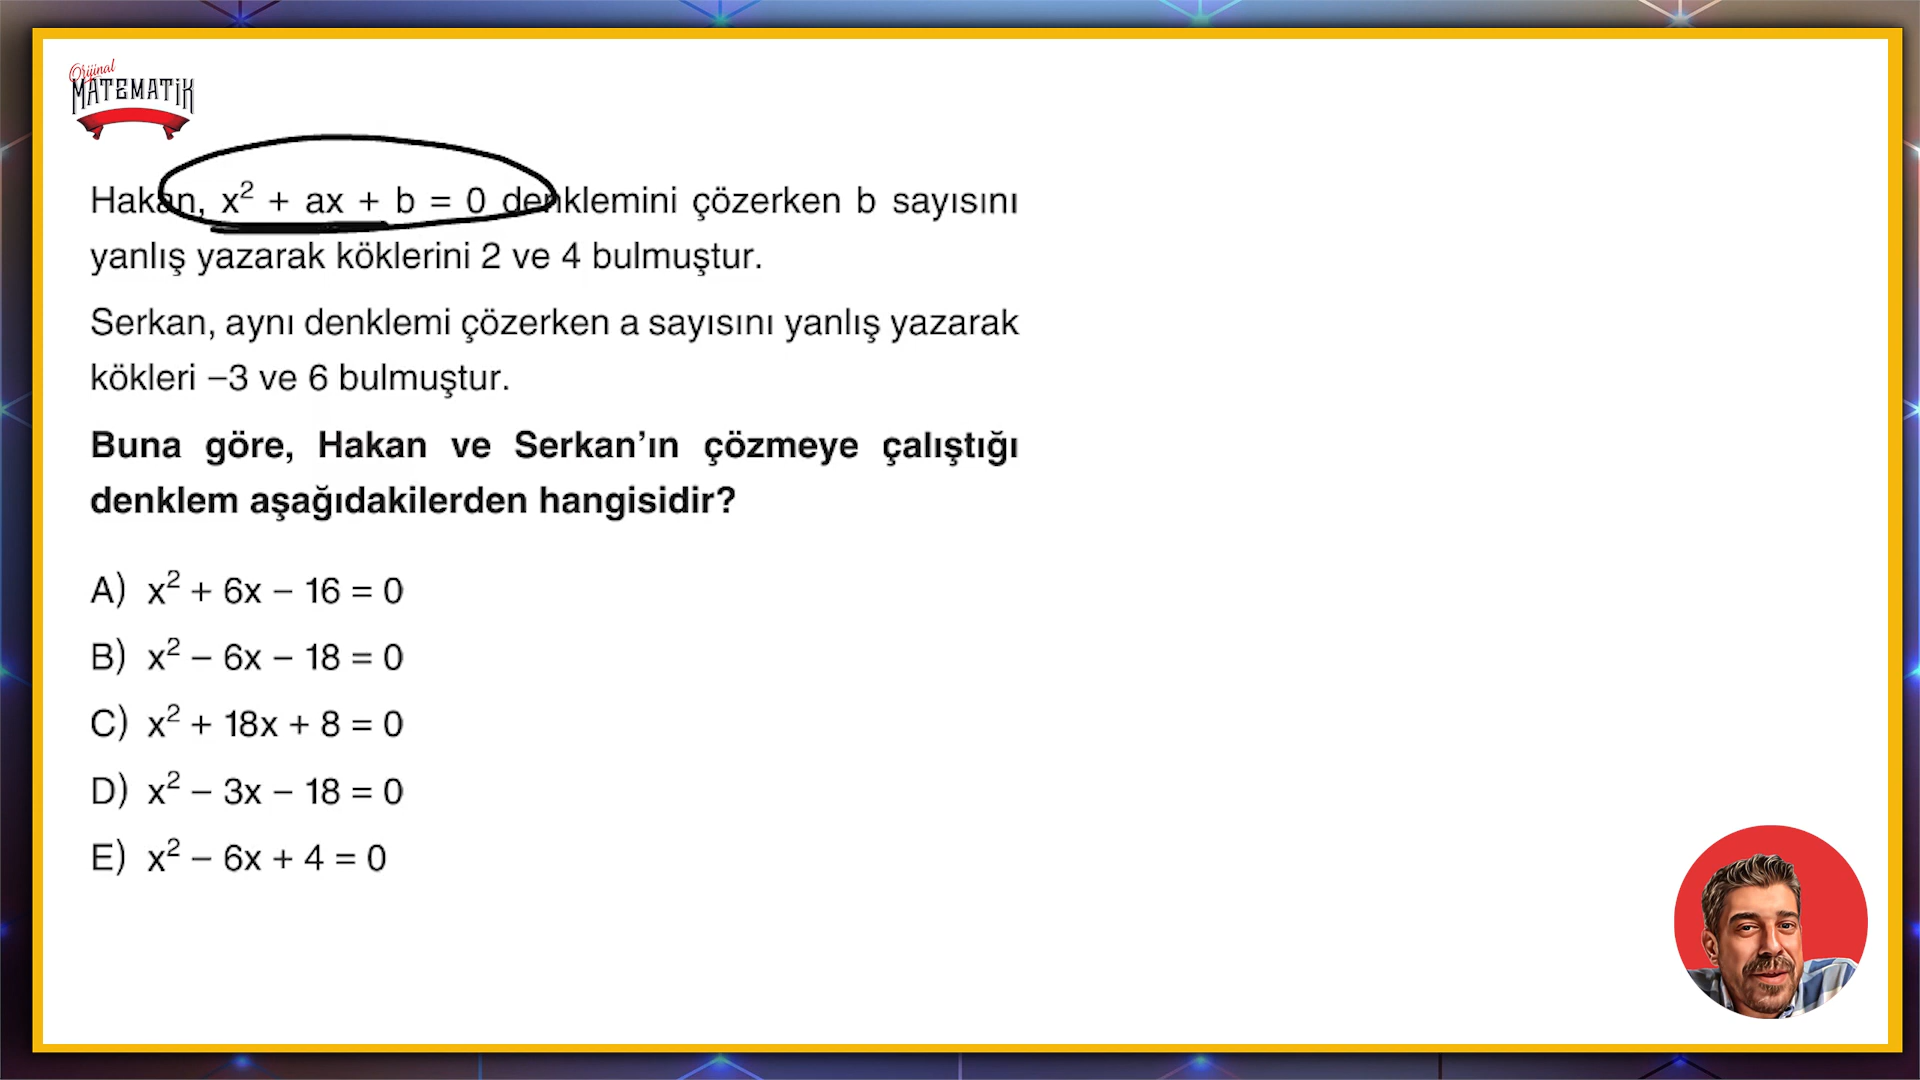 Orijinal
MATEMATİK
Hakan, x² + ax + b = 0 denklemini çözerken b sayısını
yanlış yazarak köklerini 2 ve 4 bulmuştur.
Serkan, aynı denklemi çözerken a sayısını yanlış yazarak
kökleri –3 ve 6 bulmuştur.
Buna göre, Hakan ve Serkan’ın çözmeye çalıştığı
denklem aşağıdakilerden hangisidir?
A) x² + 6x – 16 = 0
B) x² – 6x – 18 = 0
C) x² + 18x + 8 = 0
D) x² – 3x – 18 = 0
E) x² – 6x + 4 = 0